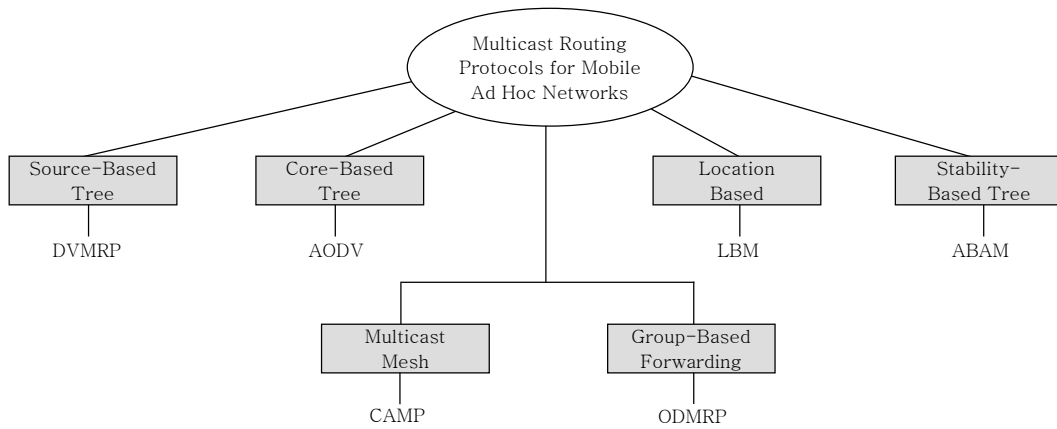 Multicast Routing
Protocols for Mobile
Ad Hoc Networks
Source-Based
Tree
Core-Based
Tree
Location
Based
Stability-
Based Tree
DVMRP
AODV
LBM
ABAM
Multicast
Mesh
Group-Based
Forwarding
CAMP
ODMRP